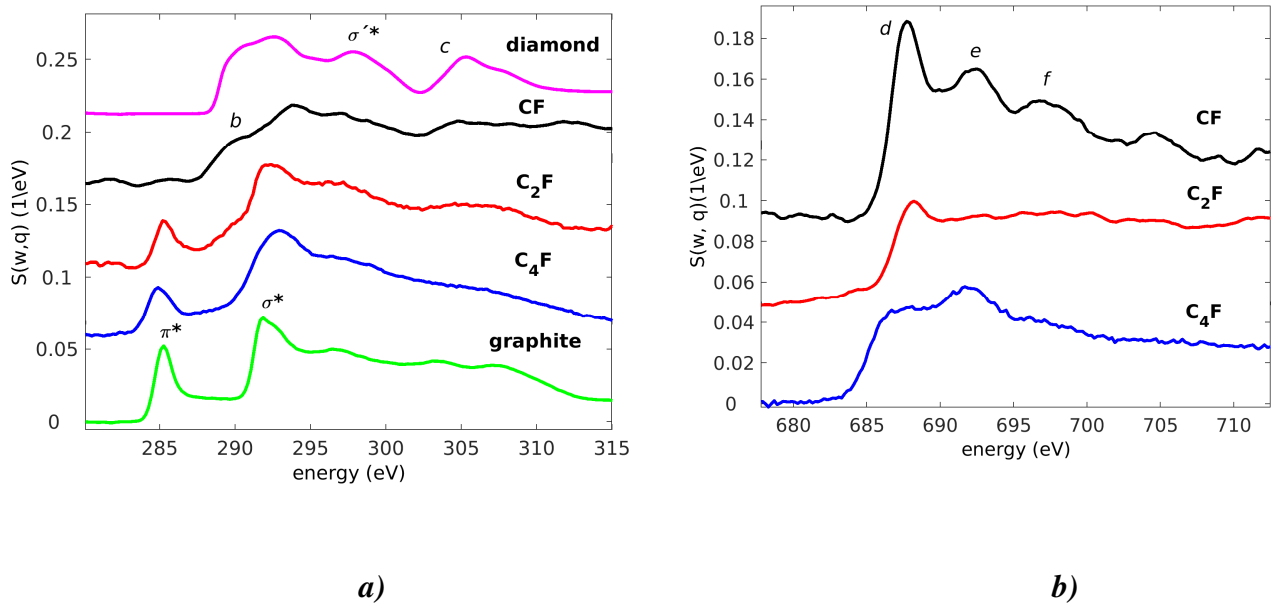 diamond
σ´*
c
b
CF
C2F
C4F
graphite
π*
σ*
0.25
0.2
0.15
0.1
0.05
0
S(w,q) (1\eV)
285 290 295 300 305 310 315
energy (eV)
a)
d
e
f
CF
C2F
C4F
0.18
0.16
0.14
0.12
0.1
0.08
0.06
0.04
0.02
0
S(w, q)(1\eV)
680 685 690 695 700 705 710
energy (eV)
b)